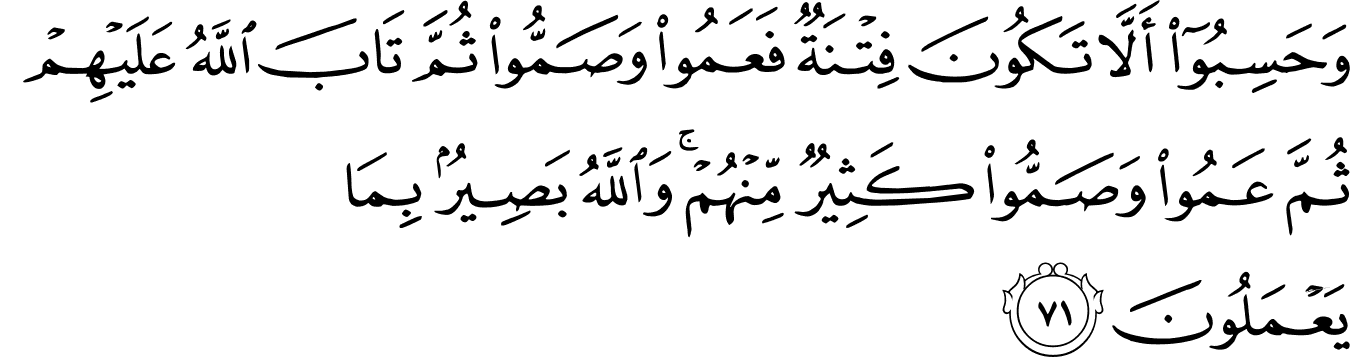 وَحَسِبُوٓا۟ أَلَّا تَكُونَ فِتْنَةٌۭ فَعَمُوا۟ وَصَمُّوا۟ ثُمَّ تَابَ ٱللَّهُ عَلَيْهِمْ
ثُمَّ عَمُوا۟ وَصَمُّوا۟ كَثِيرٌۭ مِّنْهُمْ ۚ وَٱللَّهُ بَصِيرٌۢ بِمَا
يَعْمَلُونَ ٧١